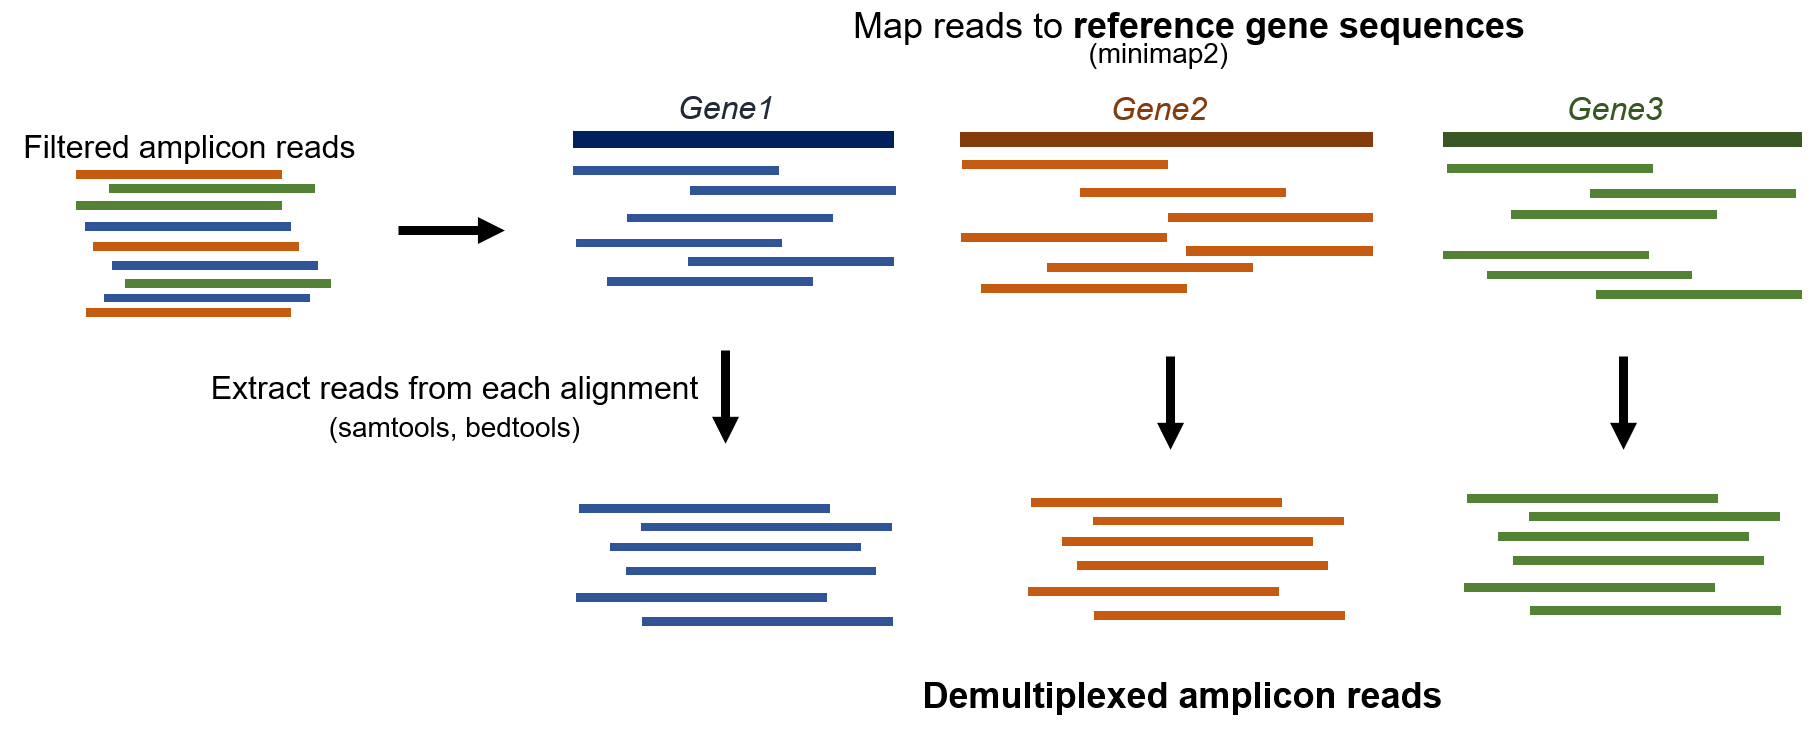 Map reads to reference gene sequences
(minimap2)
Gene1
Gene2
Gene3
Filtered amplicon reads
Extract reads from each alignment
(samtools, bedtools)
Demultiplexed amplicon reads